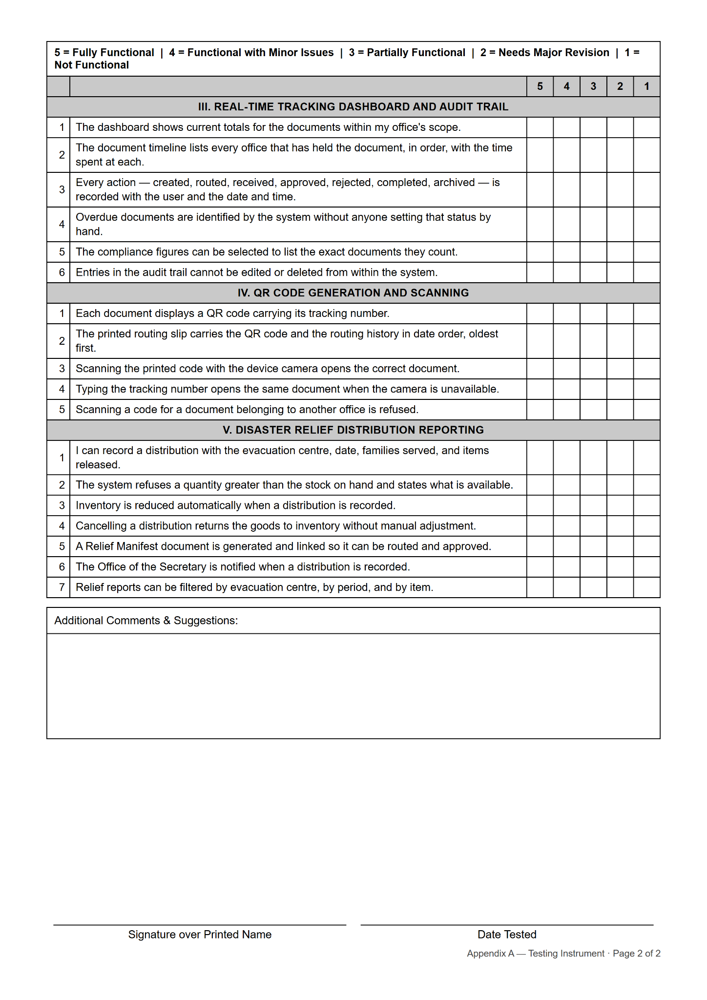 5 = Fully Functional | 4 = Functional with Minor Issues | 3 = Partially Functional | 2 = Needs Major Revision | 1 =
Not Functional
5 4 3 2 1
III. REAL-TIME TRACKING DASHBOARD AND AUDIT TRAIL
1 The dashboard shows current totals for the documents within my office's scope.
2 The document timeline lists every office that has held the document, in order, with the time
spent at each.
3 Every action — created, routed, received, approved, rejected, completed, archived — is
recorded with the user and the date and time.
4 Overdue documents are identified by the system without anyone setting that status by
hand.
5 The compliance figures can be selected to list the exact documents they count.
6 Entries in the audit trail cannot be edited or deleted from within the system.
IV. QR CODE GENERATION AND SCANNING
1 Each document displays a QR code carrying its tracking number.
2 The printed routing slip carries the QR code and the routing history in date order, oldest
first.
3 Scanning the printed code with the device camera opens the correct document.
4 Typing the tracking number opens the same document when the camera is unavailable.
5 Scanning a code for a document belonging to another office is refused.
V. DISASTER RELIEF DISTRIBUTION REPORTING
1 I can record a distribution with the evacuation centre, date, families served, and items
released.
2 The system refuses a quantity greater than the stock on hand and states what is available.
3 Inventory is reduced automatically when a distribution is recorded.
4 Cancelling a distribution returns the goods to inventory without manual adjustment.
5 A Relief Manifest document is generated and linked so it can be routed and approved.
6 The Office of the Secretary is notified when a distribution is recorded.
7 Relief reports can be filtered by evacuation centre, by period, and by item.
Additional Comments & Suggestions:
Signature over Printed Name
Date Tested
Appendix A — Testing Instrument · Page 2 of 2